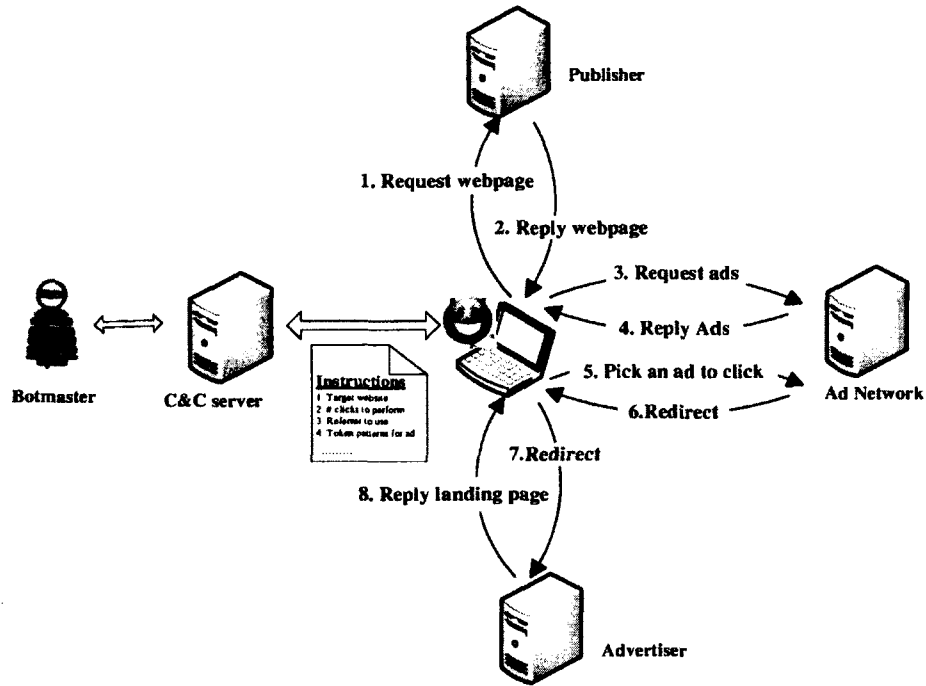 Publisher
1. Request webpage
2. Reply webpage
3. Request ads
4. Reply Ads
5. Pick an ad to click
6.Redirect
Botmaster
C&C server
Ad Network
Instructions
1 Target website
2 # clicks to perform
3 Referrer to use
4 Token patterns for ad
..........
7.Redirect
8. Reply landing page
Advertiser